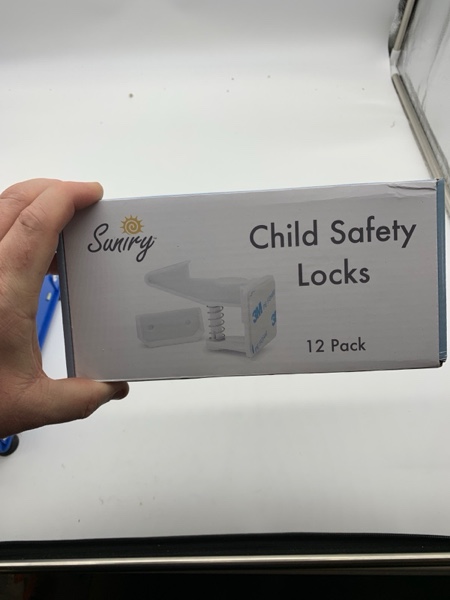 Suniry
Child Safety
Locks
3M
12 Pack